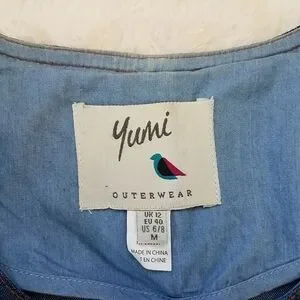 Yumi
OUTERWEAR
UK 12
EU 40
US 6/8
M
MADE IN CHINA